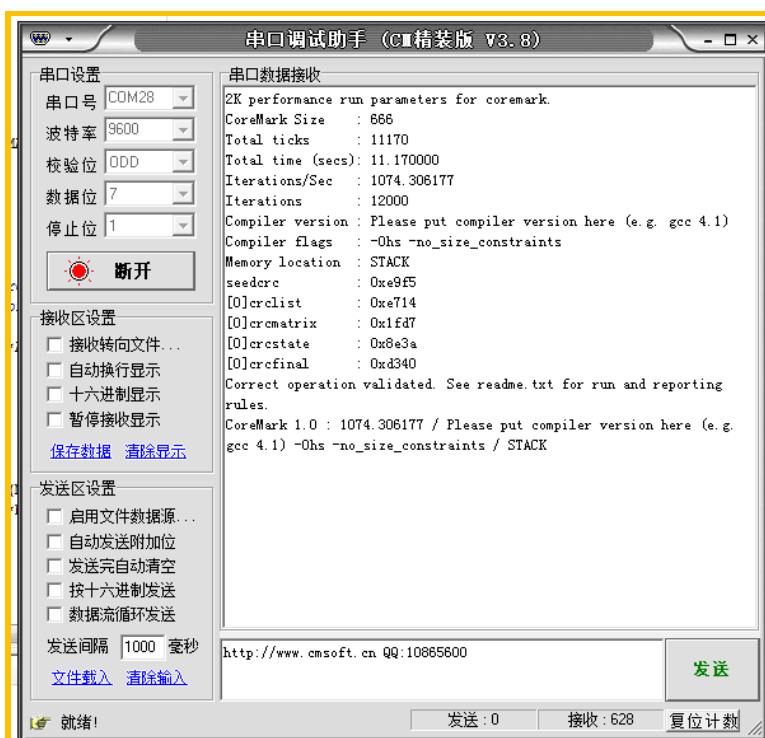 串口调试助手 (CM精装版 V3.8)
串口设置
串口号 COM28
波特率 9600
校验位 ODD
数据位 7
停止位 1
断开
接收区设置
接收转向文件...
自动换行显示
十六进制显示
暂停接收显示
保存数据 清除显示
发送区设置
启用文件数据源...
自动发送附加位
发送完自动清空
按十六进制发送
数据流循环发送
发送间隔 1000 毫秒
文件载入 清除输入
串口数据接收
2K performance run parameters for coremark.
CoreMark Size : 666
Total ticks : 11170
Total time (secs): 11.170000
Iterations/Sec : 1074.306177
Iterations : 12000
Compiler version : Please put compiler version here (e.g. gcc 4.1)
Compiler flags : -Ohs -no_size_constraints
Memory location : STACK
seedcrc : 0xe9f5
[0]crclist : 0xe714
[0]crcmatrix : 0x1fd7
[0]crcstate : 0x8e3a
[0]crcfinal : 0xd340
Correct operation validated. See readme.txt for run and reporting
rules.
CoreMark 1.0 : 1074.306177 / Please put compiler version here (e.g.
gcc 4.1) -Ohs -no_size_constraints / STACK
http://www.cmsoft.cn QQ:10865600
发送
就绪!
发送:0
接收:628
复位计数